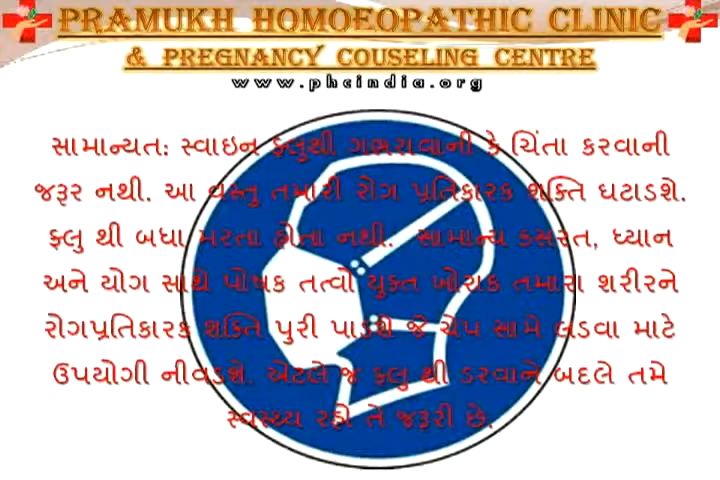 PRAMUKH HOMOEOPATHIC CLINIC
& PREGNANCY COUSELING CENTRE
www.phcindia.org
સામાન્યત: સ્વાઇન ફ્લુથી ગભરાવાની કે ચિંતા કરવાની
જરૂર નથી. આ વસ્તુ તમારી રોગ પ્રતિકારક શક્તિ ઘટાડશે.
ફ્લુ થી બધા મરતા હોતા નથી. સામાન્ય કસરત, ધ્યાન
અને યોગ સાથે પોષક તત્વો યુક્ત ખોરાક તમારા શરીરને
રોગપ્રતિકારક શક્તિ પુરી પાડશે જે ચેપ સામે લડવા માટે
ઉપયોગી નીવડશે. એટલે જ ફ્લુ થી ડરવાને બદલે તમે
સ્વસ્થ્ય રહો તે જરૂરી છે.